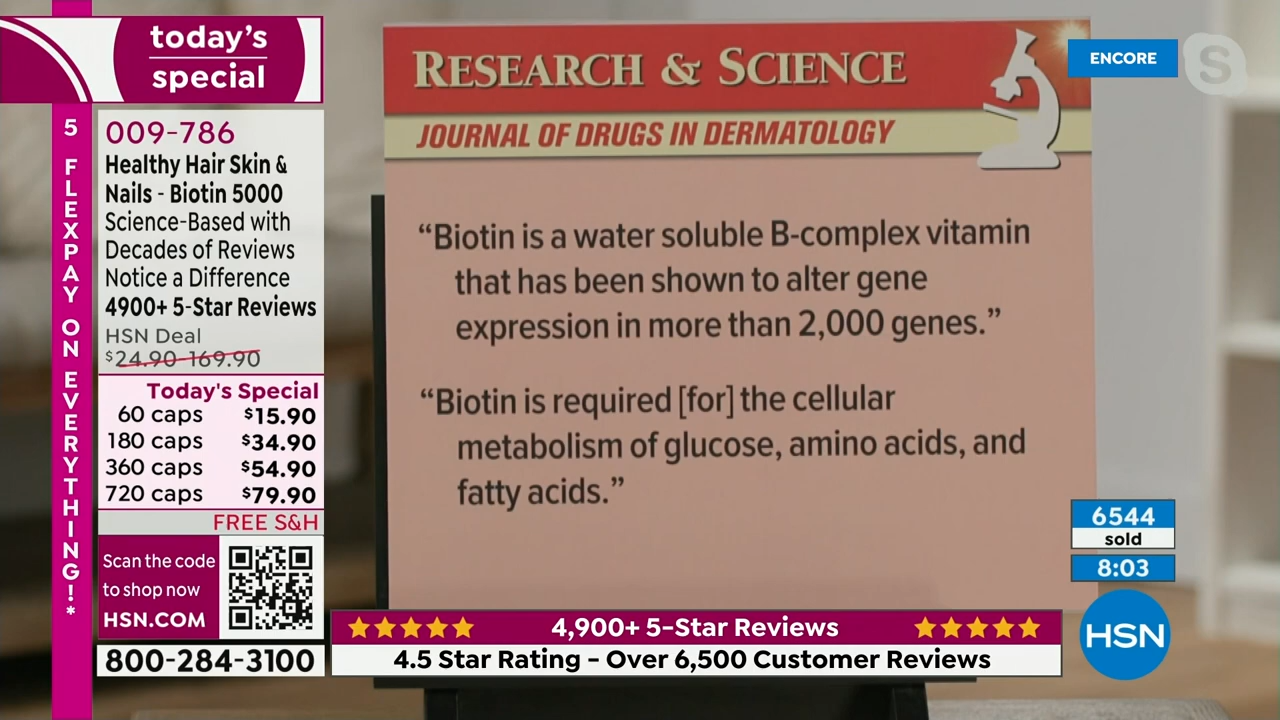 today's
special
5 FLEXPAY ON EVERYTHING!*
009-786
Healthy Hair Skin &
Nails - Biotin 5000
Science-Based with
Decades of Reviews
Notice a Difference
4900+ 5-Star Reviews
HSN Deal
$24.90-169.90
Today's Special
60 caps $15.90
180 caps $34.90
360 caps $54.90
720 caps $79.90
FREE S&H
Scan the code
to shop now
HSN.COM
800-284-3100
RESEARCH & SCIENCE
JOURNAL OF DRUGS IN DERMATOLOGY
“Biotin is a water soluble B-complex vitamin
that has been shown to alter gene
expression in more than 2,000 genes.”
“Biotin is required [for] the cellular
metabolism of glucose, amino acids, and
fatty acids.”
ENCORE
S
6544
sold
8:03
HSN
4,900+ 5-Star Reviews
4.5 Star Rating – Over 6,500 Customer Reviews